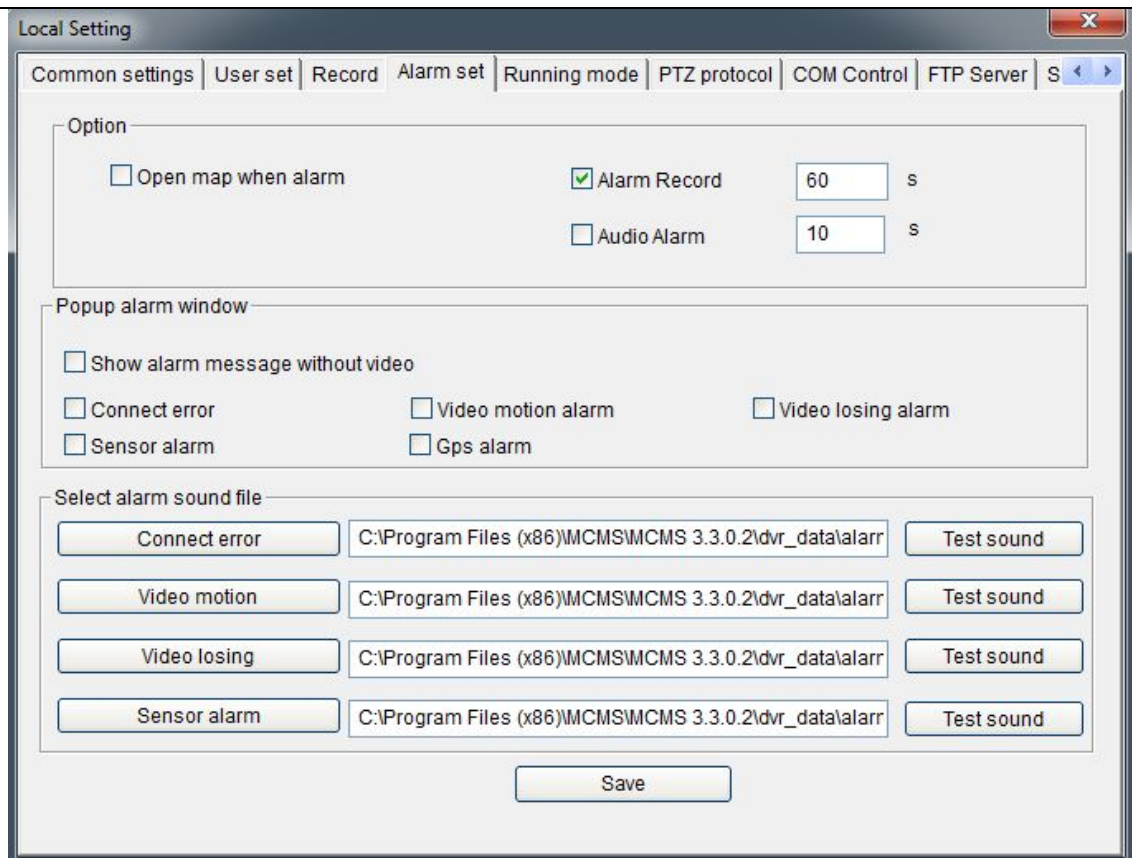 Local Setting
Common settings User set Record Alarm set Running mode PTZ protocol COM Control FTP Server S
Option
Open map when alarm Alarm Record 60 s
Audio Alarm 10 s
Popup alarm window
Show alarm message without video
Connect error Video motion alarm Video losing alarm
Sensor alarm Gps alarm
Select alarm sound file
Connect error C:\Program Files (x86)\MCMS\MCMS 3.3.0.2\dvr_data\alarr Test sound
Video motion C:\Program Files (x86)\MCMS\MCMS 3.3.0.2\dvr_data\alarr Test sound
Video losing C:\Program Files (x86)\MCMS\MCMS 3.3.0.2\dvr_data\alarr Test sound
Sensor alarm C:\Program Files (x86)\MCMS\MCMS 3.3.0.2\dvr_data\alarr Test sound
Save